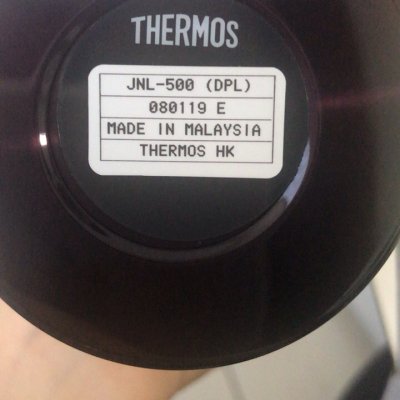 THERMOS
JNL-500 (DPL)
080119 E
MADE IN MALAYSIA
THERMOS HK